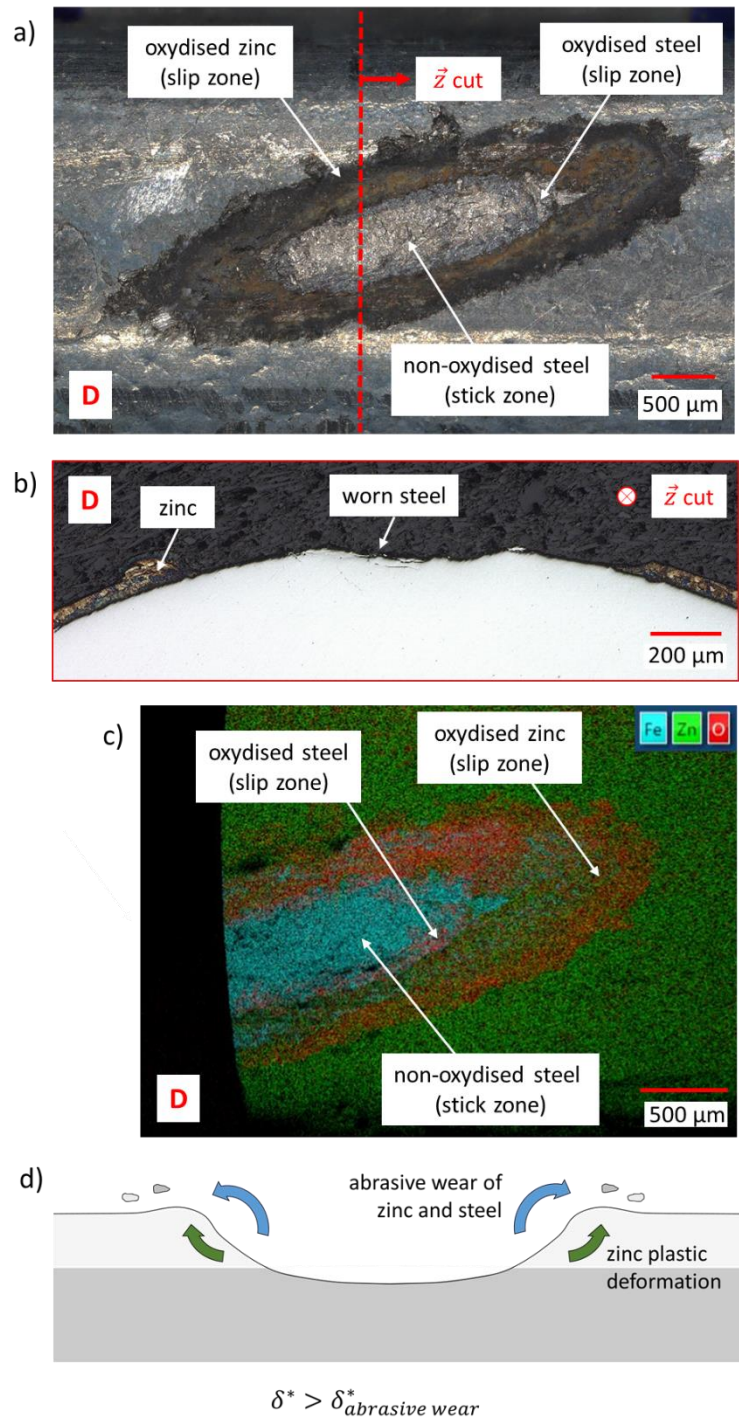 a)
oxydised zinc
(slip zone)
oxydised steel
(slip zone)
z⃗ cut
non-oxydised steel
(stick zone)
D
500 µm
b)
D
zinc
worn steel
z⃗ cut
200 µm
c)
Fe Zn O
oxydised steel
(slip zone)
oxydised zinc
(slip zone)
non-oxydised steel
(stick zone)
D
500 µm
d)
abrasive wear of
zinc and steel
zinc plastic
deformation
δ* > δ*abrasive wear